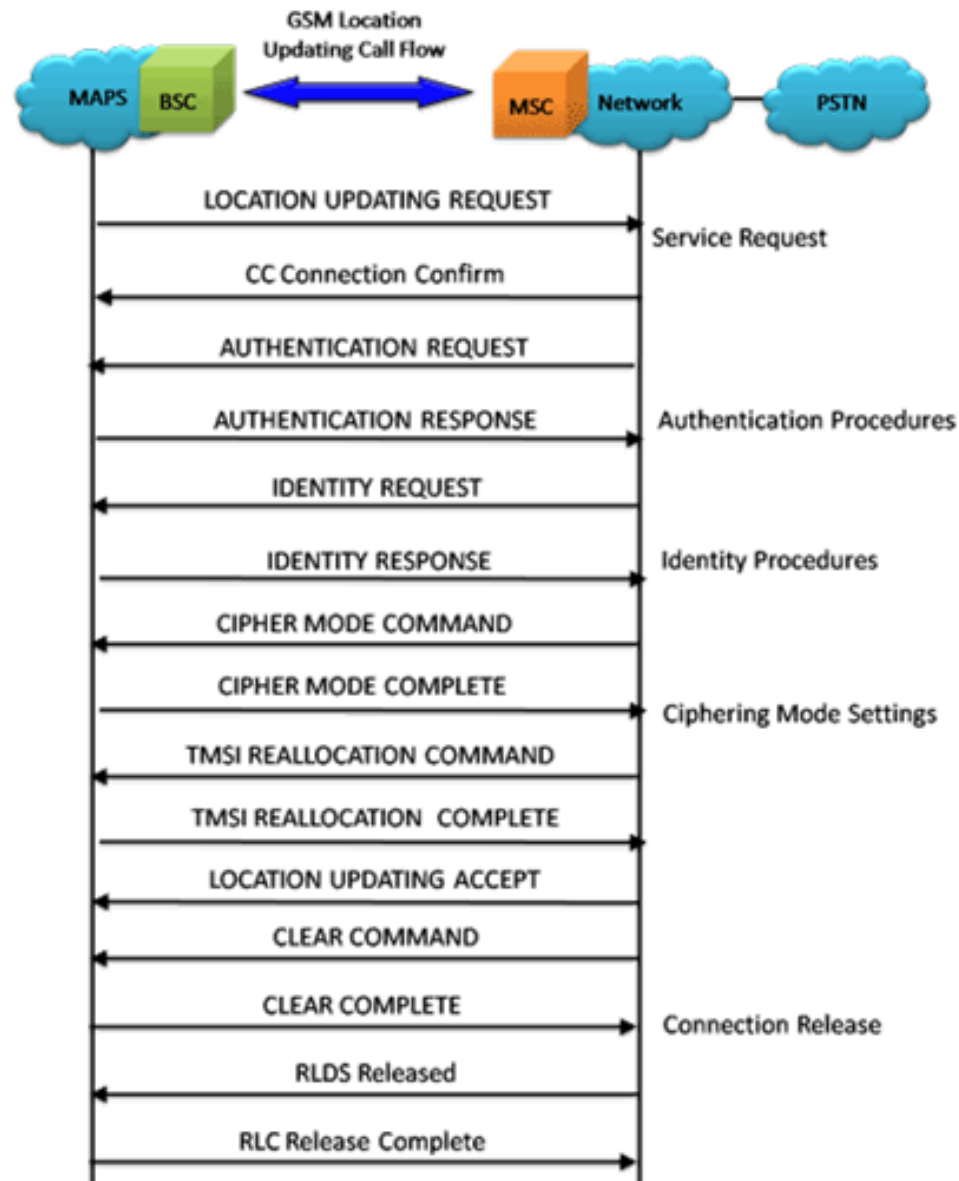 GSM Location
Updating Call Flow
MAPS
BSC
MSC
Network
PSTN
LOCATION UPDATING REQUEST
Service Request
CC Connection Confirm
AUTHENTICATION REQUEST
AUTHENTICATION RESPONSE
Authentication Procedures
IDENTITY REQUEST
IDENTITY RESPONSE
Identity Procedures
CIPHER MODE COMMAND
CIPHER MODE COMPLETE
Ciphering Mode Settings
TMSI REALLOCATION COMMAND
TMSI REALLOCATION COMPLETE
LOCATION UPDATING ACCEPT
CLEAR COMMAND
CLEAR COMPLETE
Connection Release
RLDS Released
RLC Release Complete